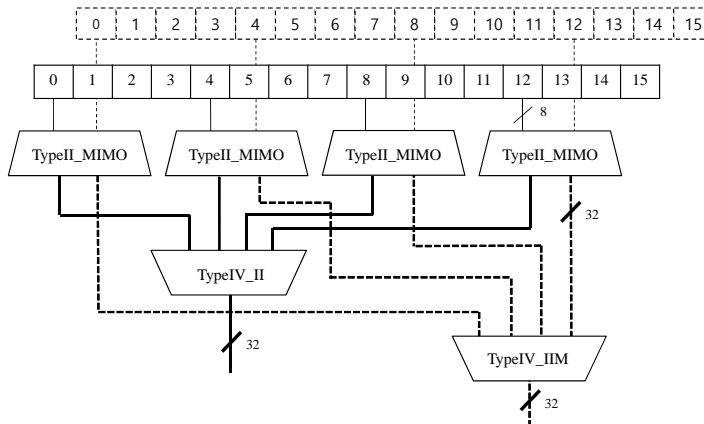 0 1 2 3 4 5 6 7 8 9 10 11 12 13 14 15
0 1 2 3 4 5 6 7 8 9 10 11 12 13 14 15
8
TypeII_MIMO TypeII_MIMO TypeII_MIMO TypeII_MIMO
32
TypeIV_II
32
TypeIV_IIM
32